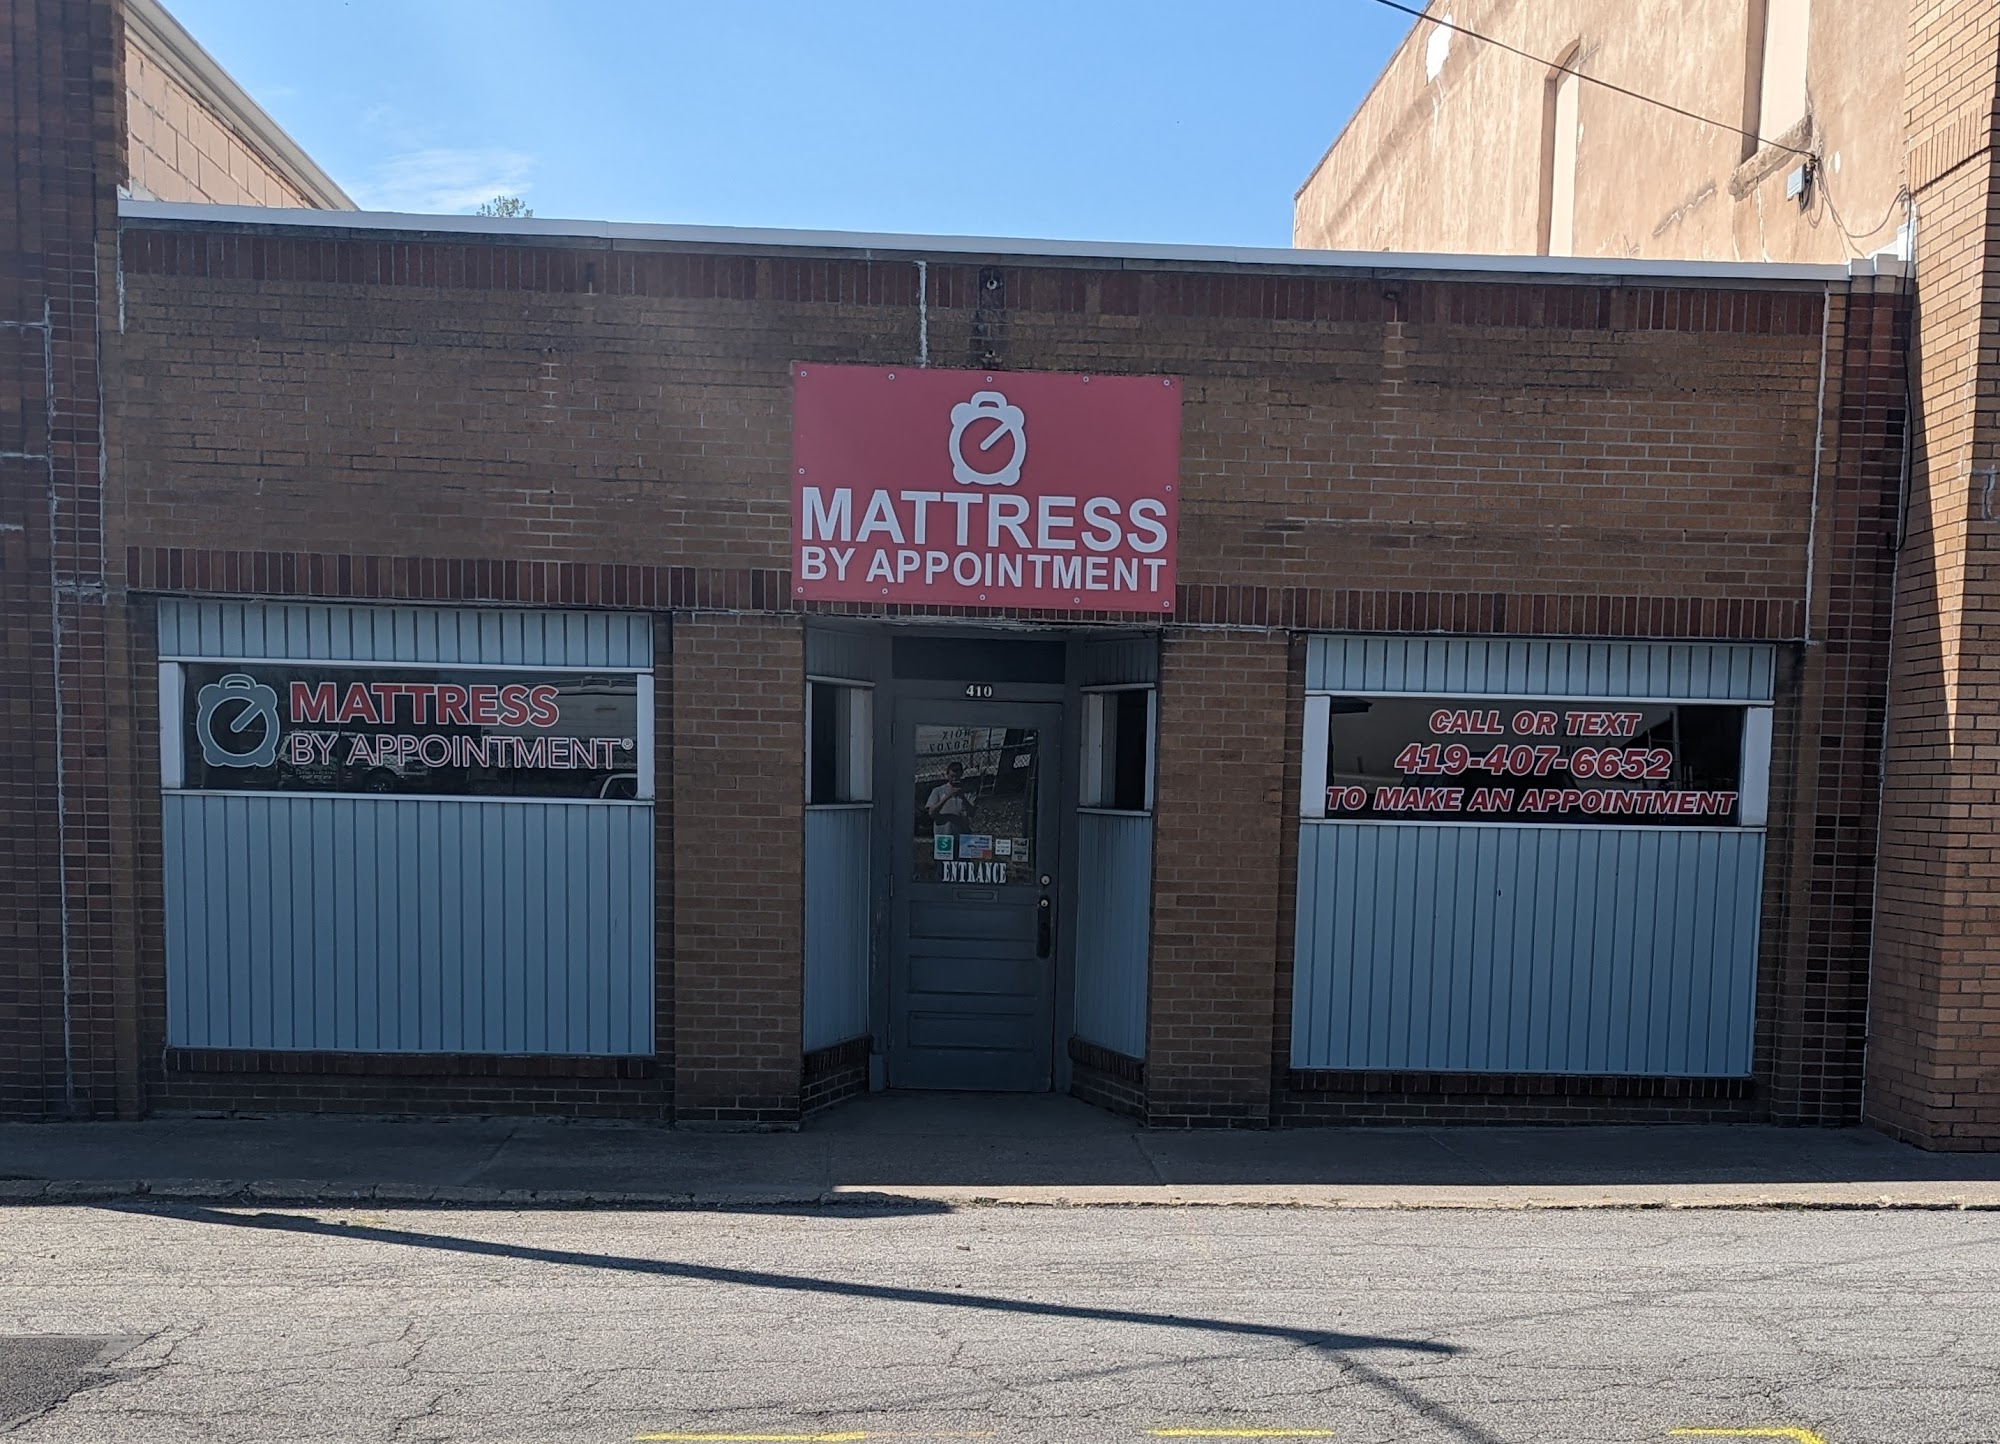 MATTRESS
BY APPOINTMENT
MATTRESS
BY APPOINTMENT®
410
ENTRANCE
CALL OR TEXT
419-407-6652
TO MAKE AN APPOINTMENT